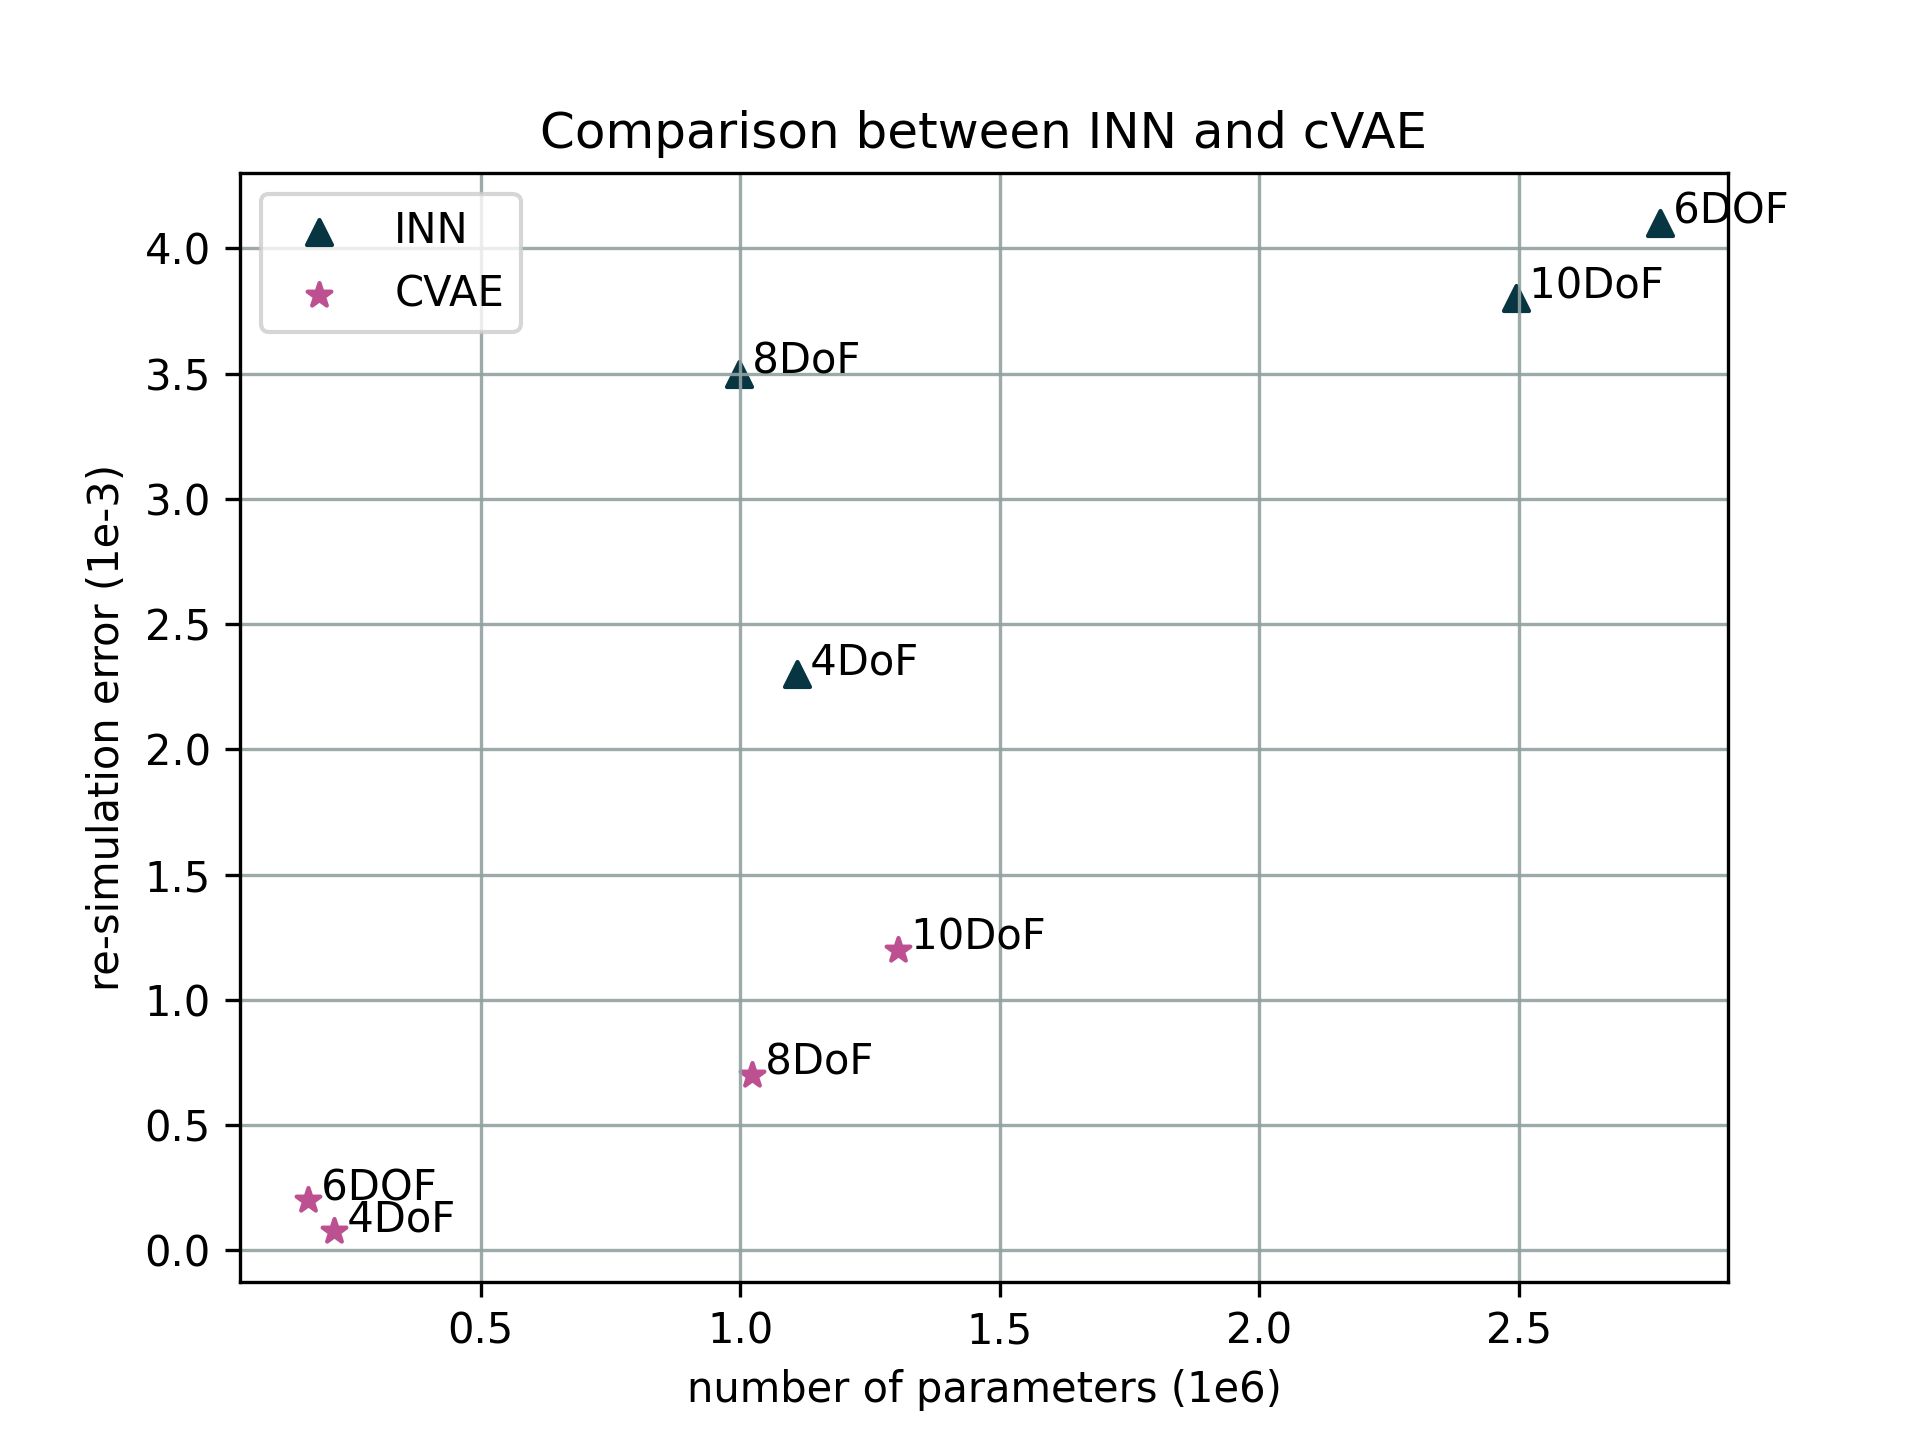 Comparison between INN and cVAE
INN
CVAE
6DOF
10DoF
8DoF
4DoF
10DoF
8DoF
6DOF
4DoF
4.0
3.5
3.0
2.5
2.0
1.5
1.0
0.5
0.0
re-simulation error (1e-3)
0.5 1.0 1.5 2.0 2.5
number of parameters (1e6)